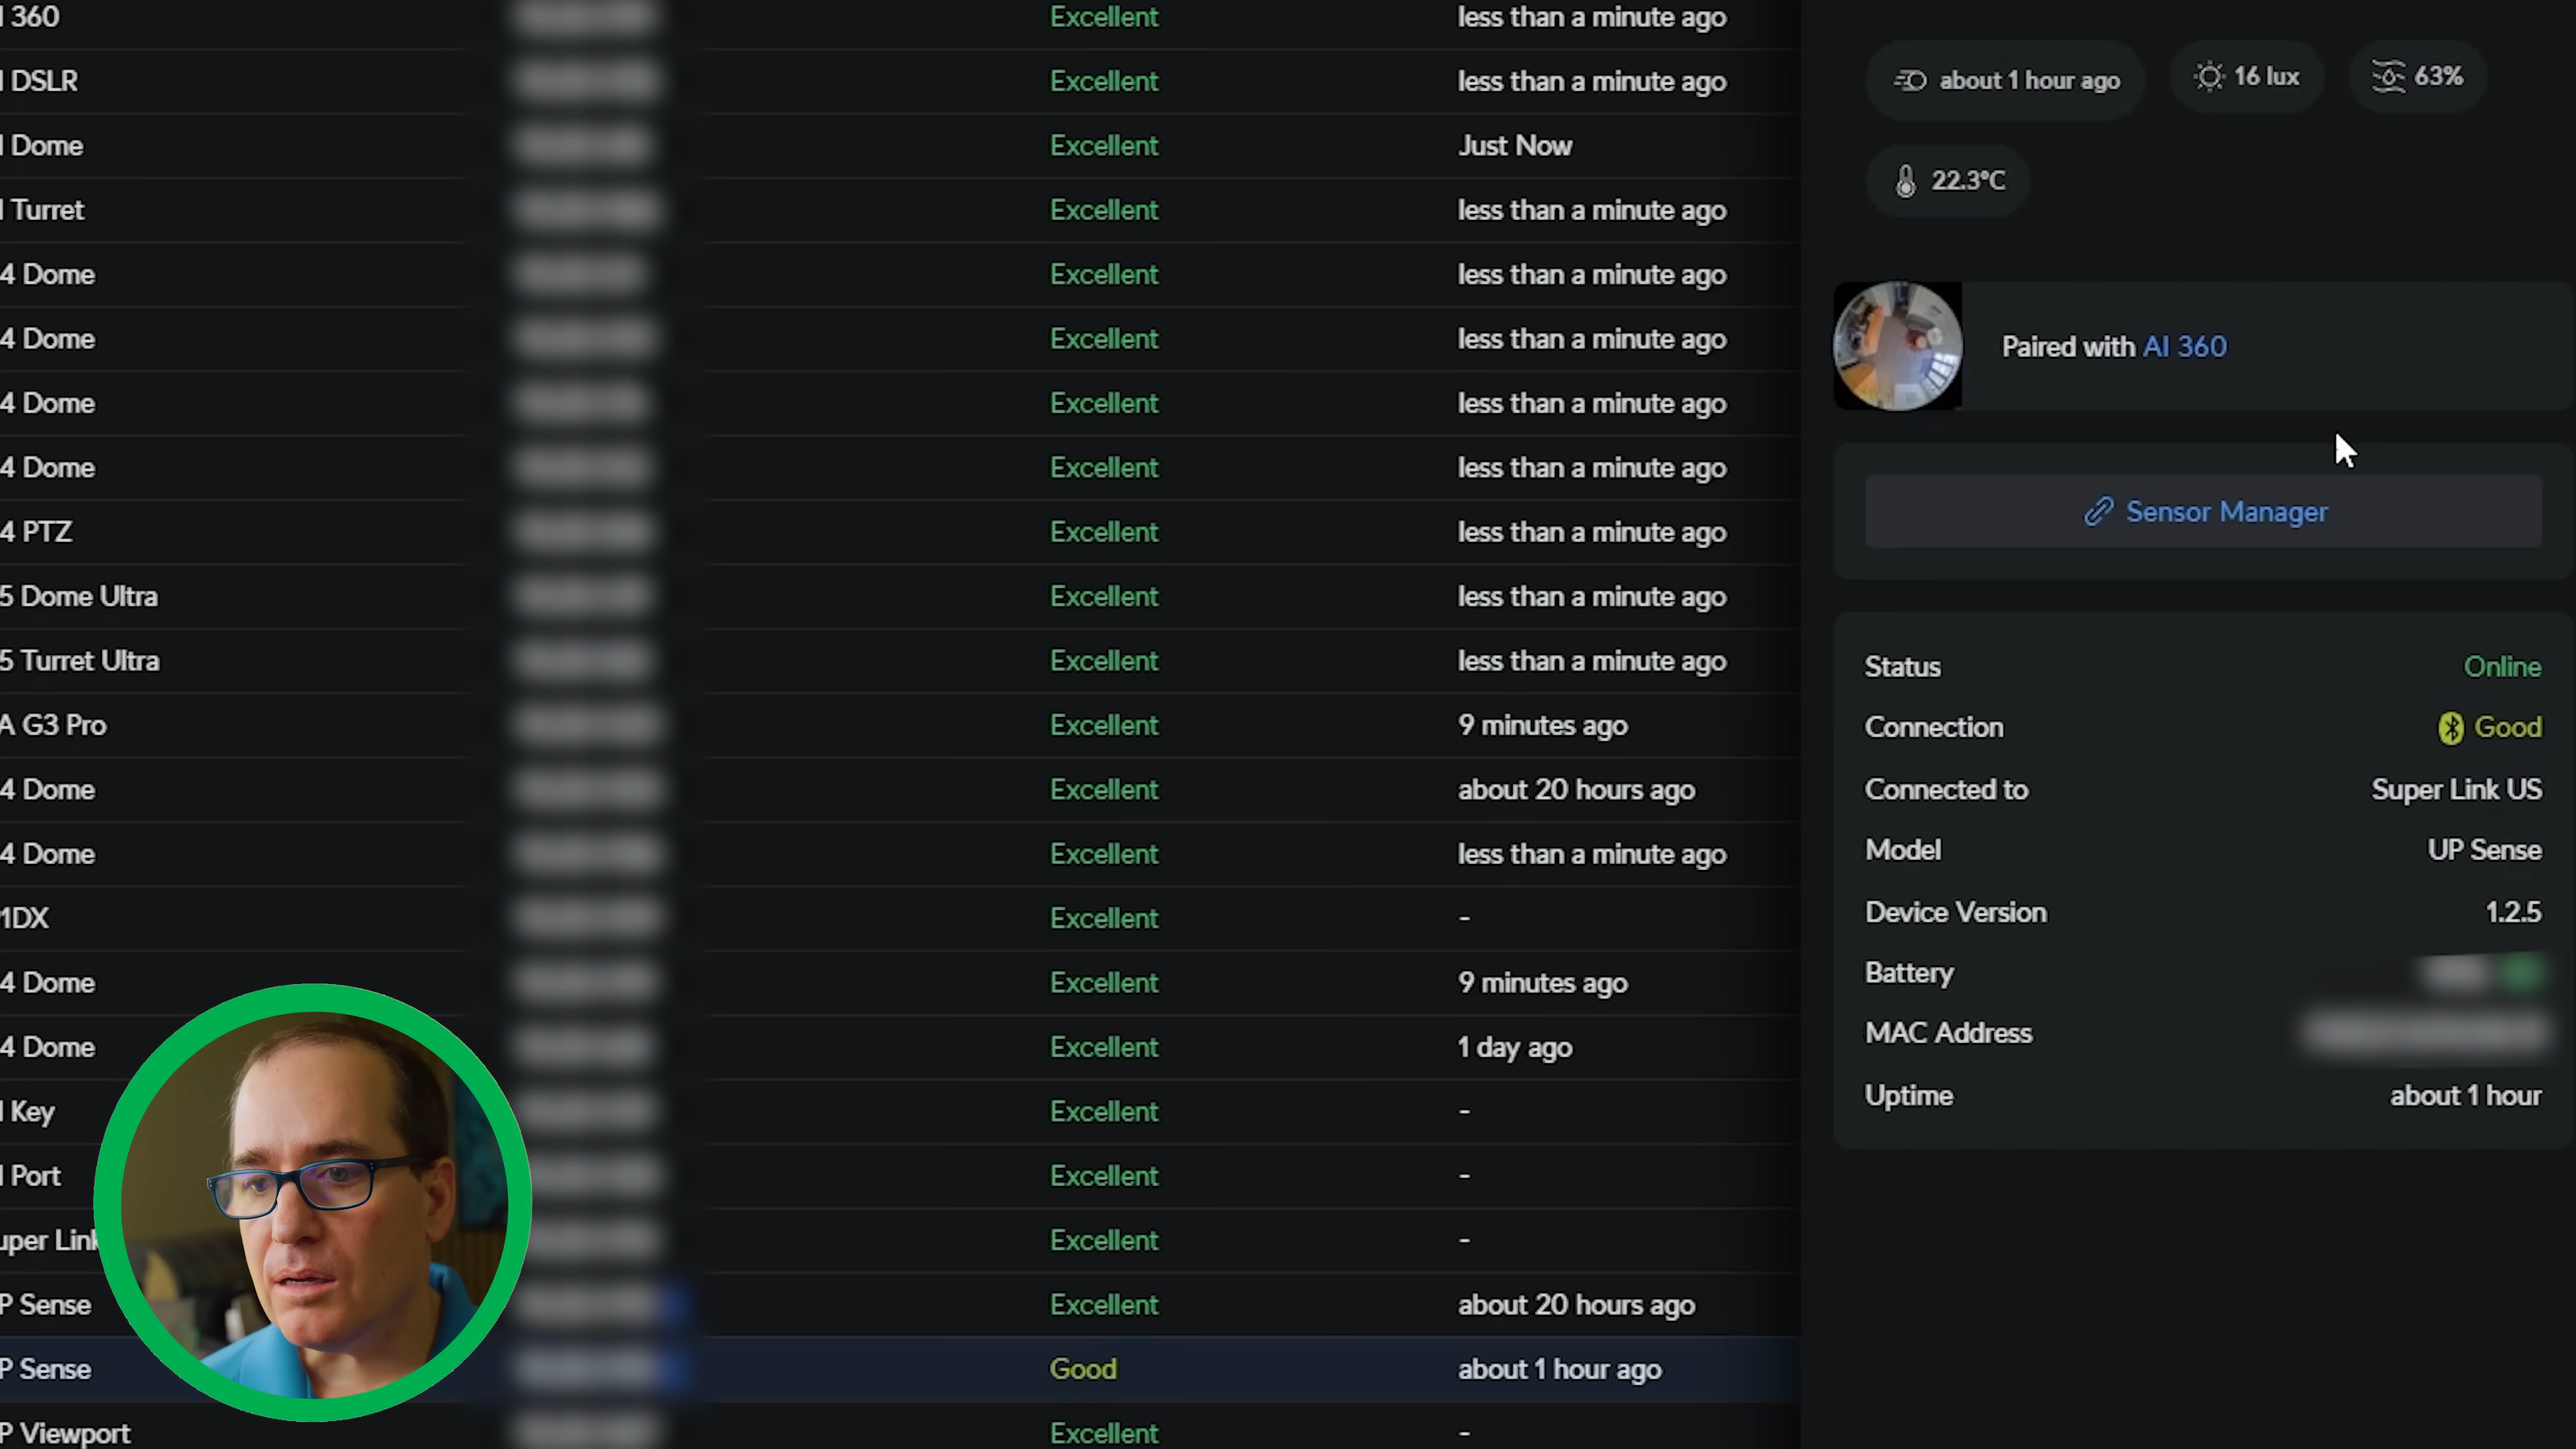 I 360 Excellent less than a minute ago
I DSLR Excellent less than a minute ago
I Dome Excellent Just Now
I Turret Excellent less than a minute ago
4 Dome Excellent less than a minute ago
4 Dome Excellent less than a minute ago
4 Dome Excellent less than a minute ago
4 Dome Excellent less than a minute ago
4 PTZ Excellent less than a minute ago
5 Dome Ultra Excellent less than a minute ago
5 Turret Ultra Excellent less than a minute ago
A G3 Pro Excellent 9 minutes ago
4 Dome Excellent about 20 hours ago
4 Dome Excellent less than a minute ago
1DX Excellent -
4 Dome Excellent 9 minutes ago
4 Dome Excellent 1 day ago
I Key Excellent -
I Port Excellent -
uper Link Excellent -
P Sense Excellent about 20 hours ago
P Sense Good about 1 hour ago
P Viewport Excellent -
about 1 hour ago 16 lux 63%
22.3°C
Paired with AI 360
Sensor Manager
Status Online
Connection Good
Connected to Super Link US
Model UP Sense
Device Version 1.2.5
Battery
MAC Address
Uptime about 1 hour